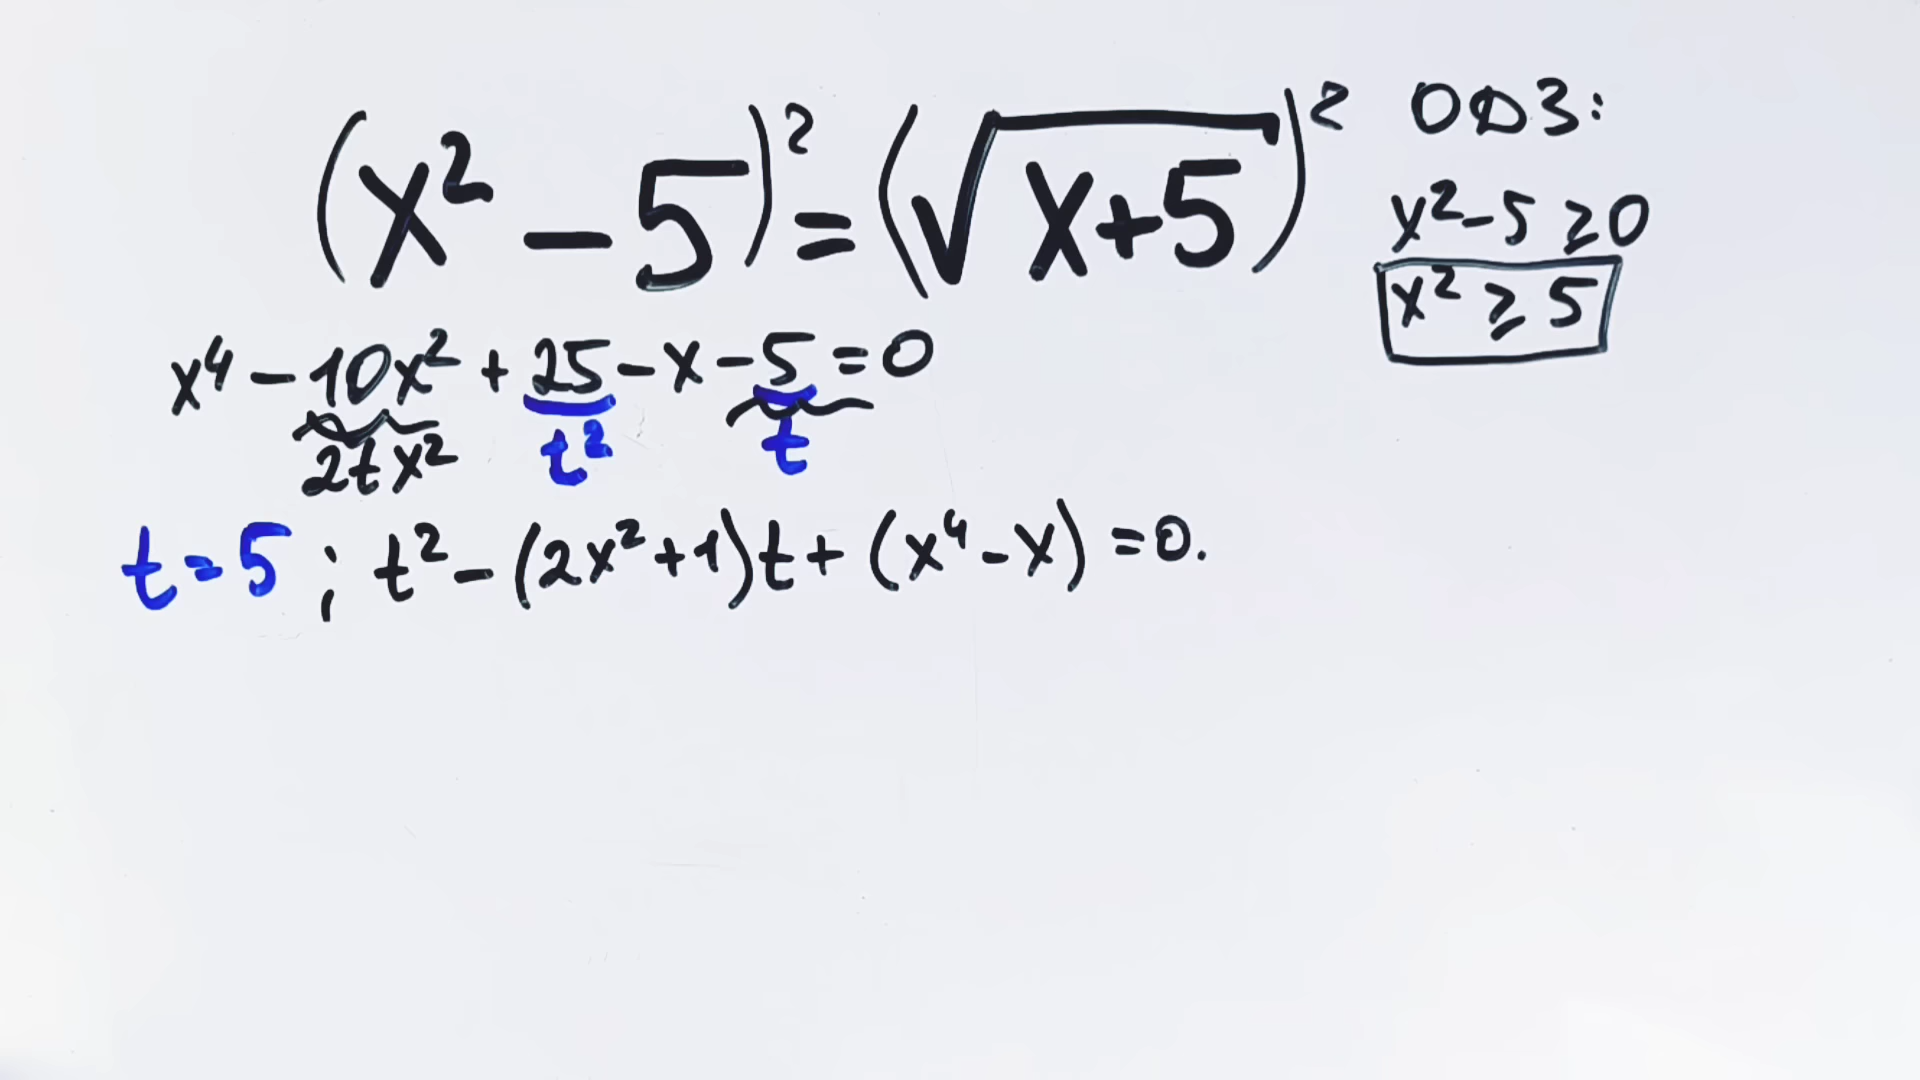 (x² - 5)² = (√x+5)²
ОДЗ:
x² - 5 ⩾ 0
x² ⩾ 5
x⁴ - 10x² + 25 - x - 5 = 0
2tx² t² t
t = 5 ; t² - (2x² + 1)t + (x⁴ - x) = 0.